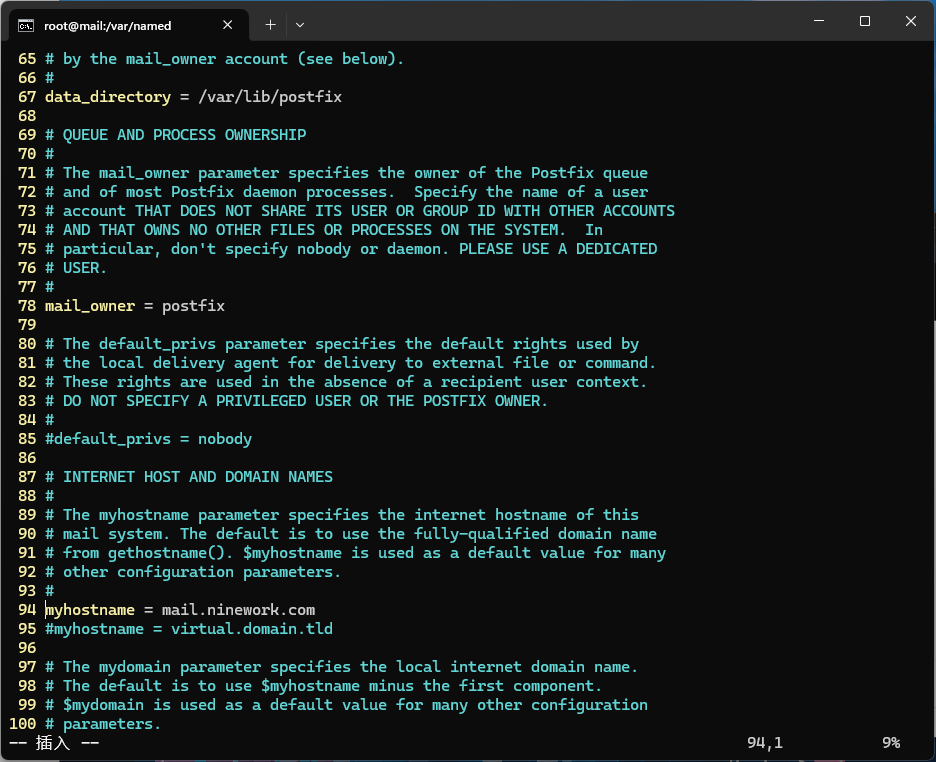 root@mail:/var/named
65 # by the mail_owner account (see below).
66 #
67 data_directory = /var/lib/postfix
68
69 # QUEUE AND PROCESS OWNERSHIP
70 #
71 # The mail_owner parameter specifies the owner of the Postfix queue
72 # and of most Postfix daemon processes.  Specify the name of a user
73 # account THAT DOES NOT SHARE ITS USER OR GROUP ID WITH OTHER ACCOUNTS
74 # AND THAT OWNS NO OTHER FILES OR PROCESSES ON THE SYSTEM.  In
75 # particular, don't specify nobody or daemon. PLEASE USE A DEDICATED
76 # USER.
77 #
78 mail_owner = postfix
79
80 # The default_privs parameter specifies the default rights used by
81 # the local delivery agent for delivery to external file or command.
82 # These rights are used in the absence of a recipient user context.
83 # DO NOT SPECIFY A PRIVILEGED USER OR THE POSTFIX OWNER.
84 #
85 #default_privs = nobody
86
87 # INTERNET HOST AND DOMAIN NAMES
88 #
89 # The myhostname parameter specifies the internet hostname of this
90 # mail system. The default is to use the fully-qualified domain name
91 # from gethostname(). $myhostname is used as a default value for many
92 # other configuration parameters.
93 #
94 myhostname = mail.ninework.com
95 #myhostname = virtual.domain.tld
96
97 # The mydomain parameter specifies the local internet domain name.
98 # The default is to use $myhostname minus the first component.
99 # $mydomain is used as a default value for many other configuration
100 # parameters.
-- 插入 -- 94,1 9%